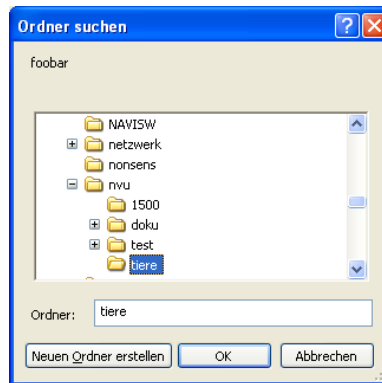 Ordner suchen
foobar
NAVISW
netzwerk
nonsens
nvu
1500
doku
test
tiere
Ordner: tiere
Neuen Ordner erstellen OK Abbrechen